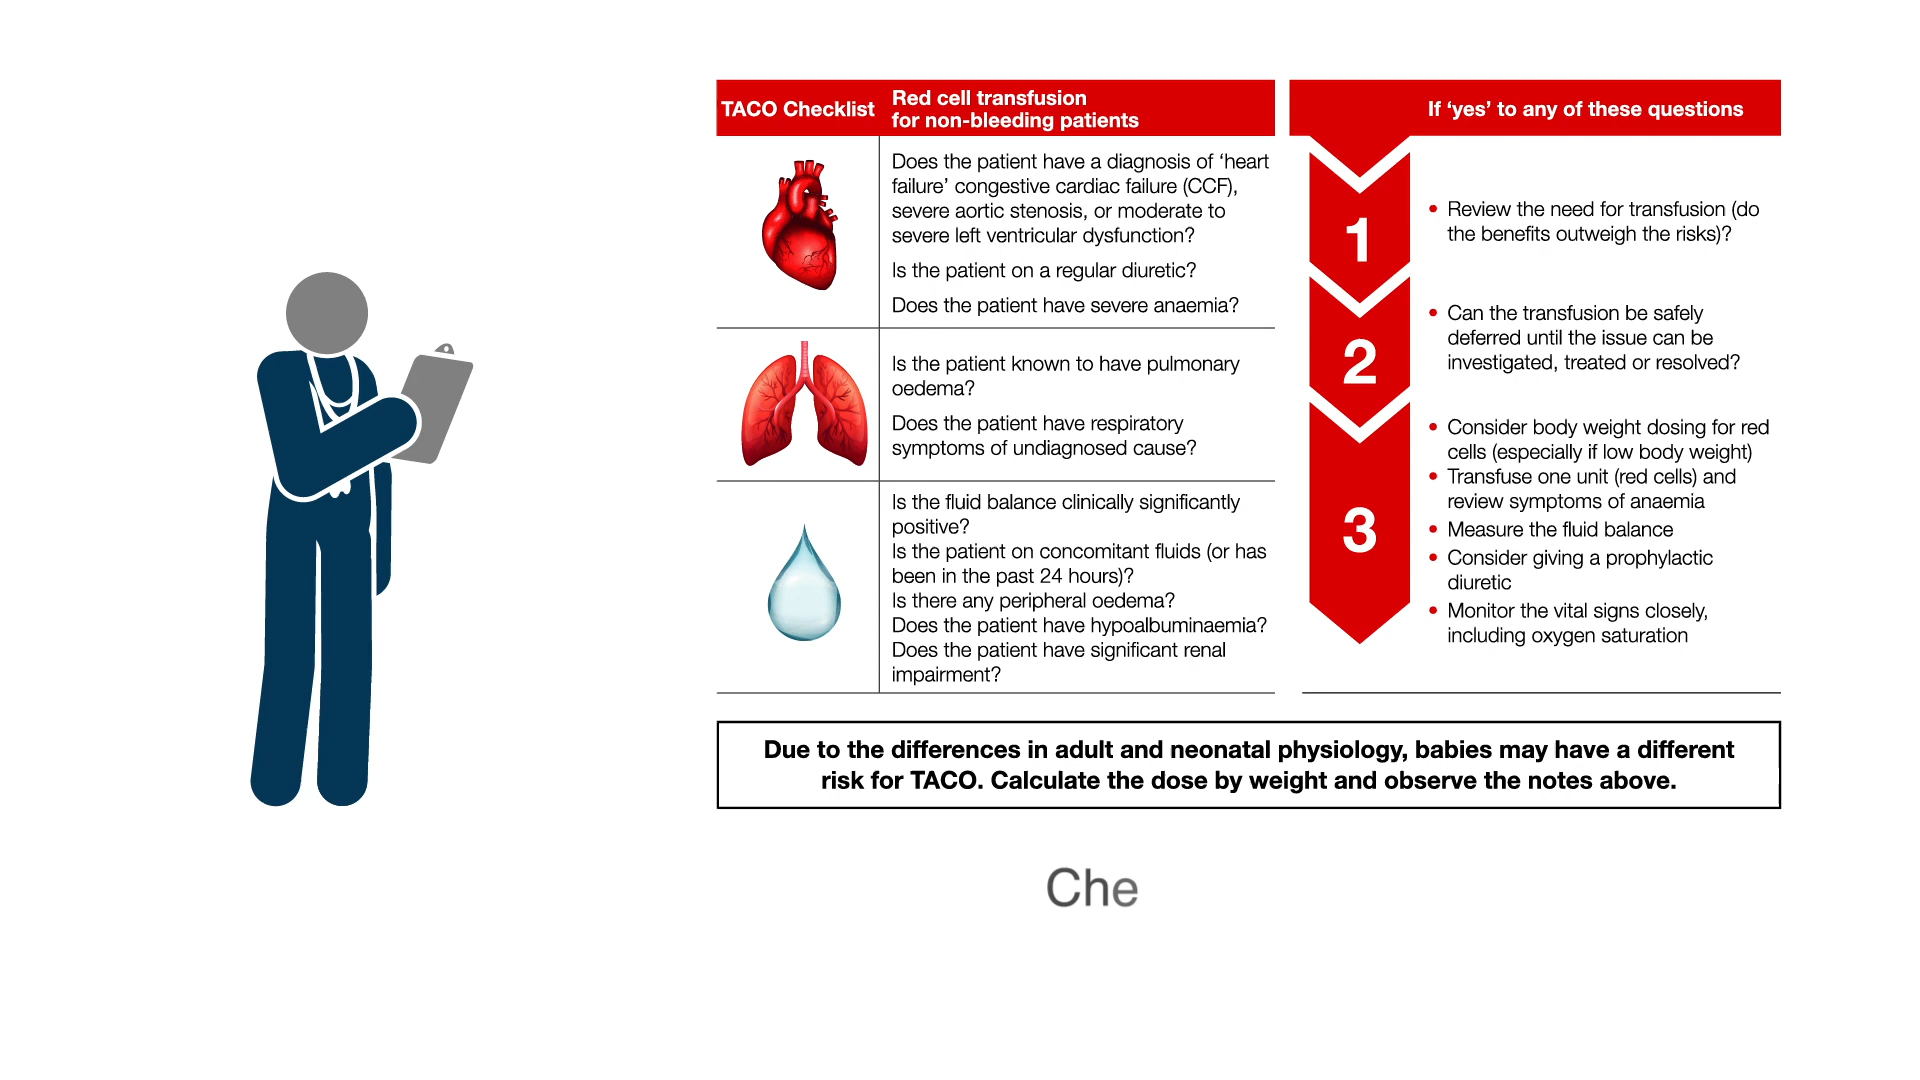 TACO Checklist
Red cell transfusion
for non-bleeding patients
Does the patient have a diagnosis of ‘heart
failure’ congestive cardiac failure (CCF),
severe aortic stenosis, or moderate to
severe left ventricular dysfunction?
Is the patient on a regular diuretic?
Does the patient have severe anaemia?
Is the patient known to have pulmonary
oedema?
Does the patient have respiratory
symptoms of undiagnosed cause?
Is the fluid balance clinically significantly
positive?
Is the patient on concomitant fluids (or has
been in the past 24 hours)?
Is there any peripheral oedema?
Does the patient have hypoalbuminaemia?
Does the patient have significant renal
impairment?
If ‘yes’ to any of these questions
1
• Review the need for transfusion (do
the benefits outweigh the risks)?
2
• Can the transfusion be safely
deferred until the issue can be
investigated, treated or resolved?
3
• Consider body weight dosing for red
cells (especially if low body weight)
• Transfuse one unit (red cells) and
review symptoms of anaemia
• Measure the fluid balance
• Consider giving a prophylactic
diuretic
• Monitor the vital signs closely,
including oxygen saturation
Due to the differences in adult and neonatal physiology, babies may have a different
risk for TACO. Calculate the dose by weight and observe the notes above.
Che